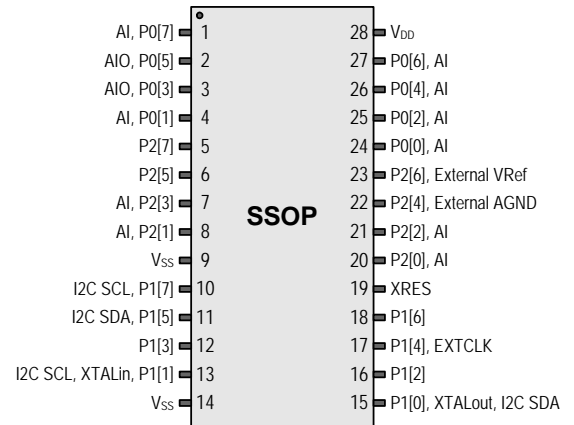 AI, P0[7] 1 28 VDD
AIO, P0[5] 2 27 P0[6], AI
AIO, P0[3] 3 26 P0[4], AI
AI, P0[1] 4 25 P0[2], AI
P2[7] 5 24 P0[0], AI
P2[5] 6 23 P2[6], External VRef
AI, P2[3] 7 22 P2[4], External AGND
SSOP
AI, P2[1] 8 21 P2[2], AI
Vss 9 20 P2[0], AI
I2C SCL, P1[7] 10 19 XRES
I2C SDA, P1[5] 11 18 P1[6]
P1[3] 12 17 P1[4], EXTCLK
I2C SCL, XTALin, P1[1] 13 16 P1[2]
Vss 14 15 P1[0], XTALout, I2C SDA